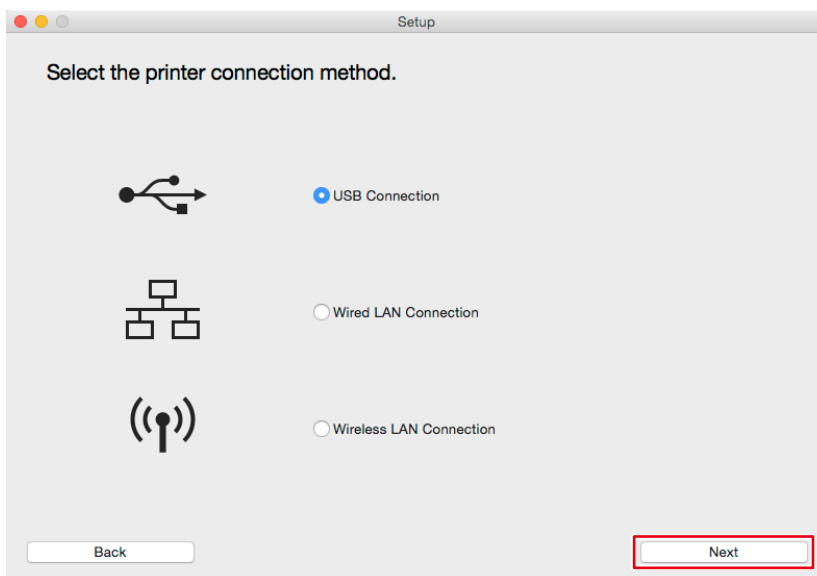 Setup
Select the printer connection method.
USB Connection
Wired LAN Connection
Wireless LAN Connection
Back
Next